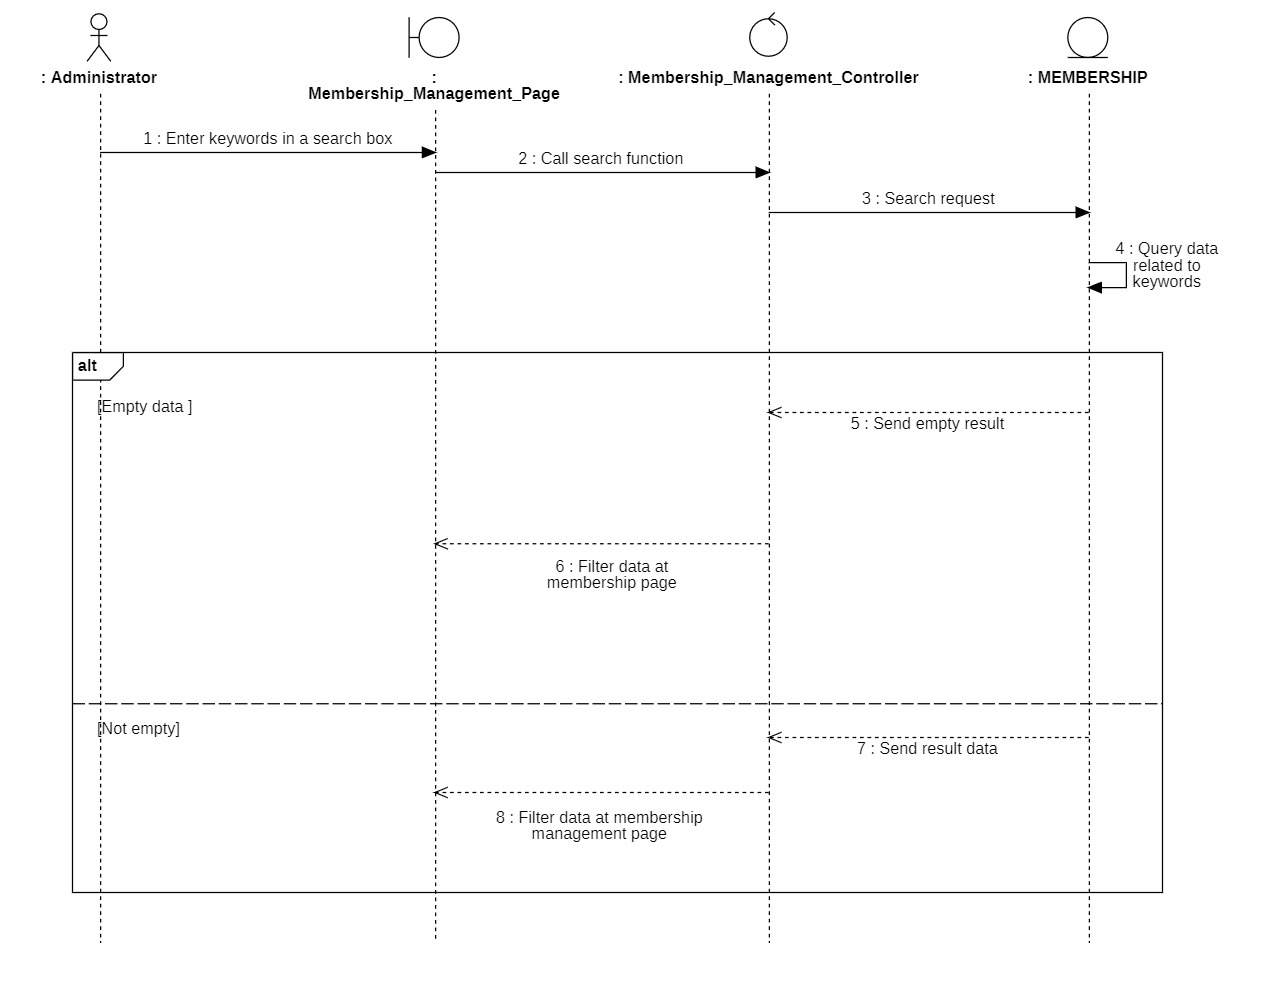 : Administrator
:
Membership_Management_Page
: Membership_Management_Controller
: MEMBERSHIP
1 : Enter keywords in a search box
2 : Call search function
3 : Search request
4 : Query data
related to
keywords
alt
[Empty data ]
5 : Send empty result
6 : Filter data at
membership page
[Not empty]
7 : Send result data
8 : Filter data at membership
management page